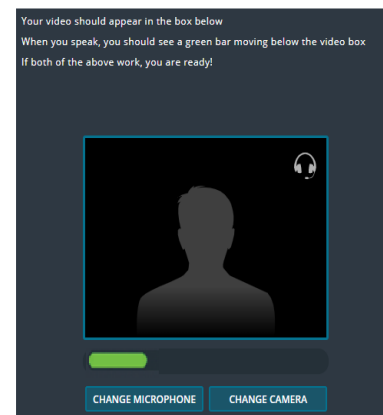 Your video should appear in the box below
When you speak, you should see a green bar moving below the video box
If both of the above work, you are ready!
CHANGE MICROPHONE CHANGE CAMERA